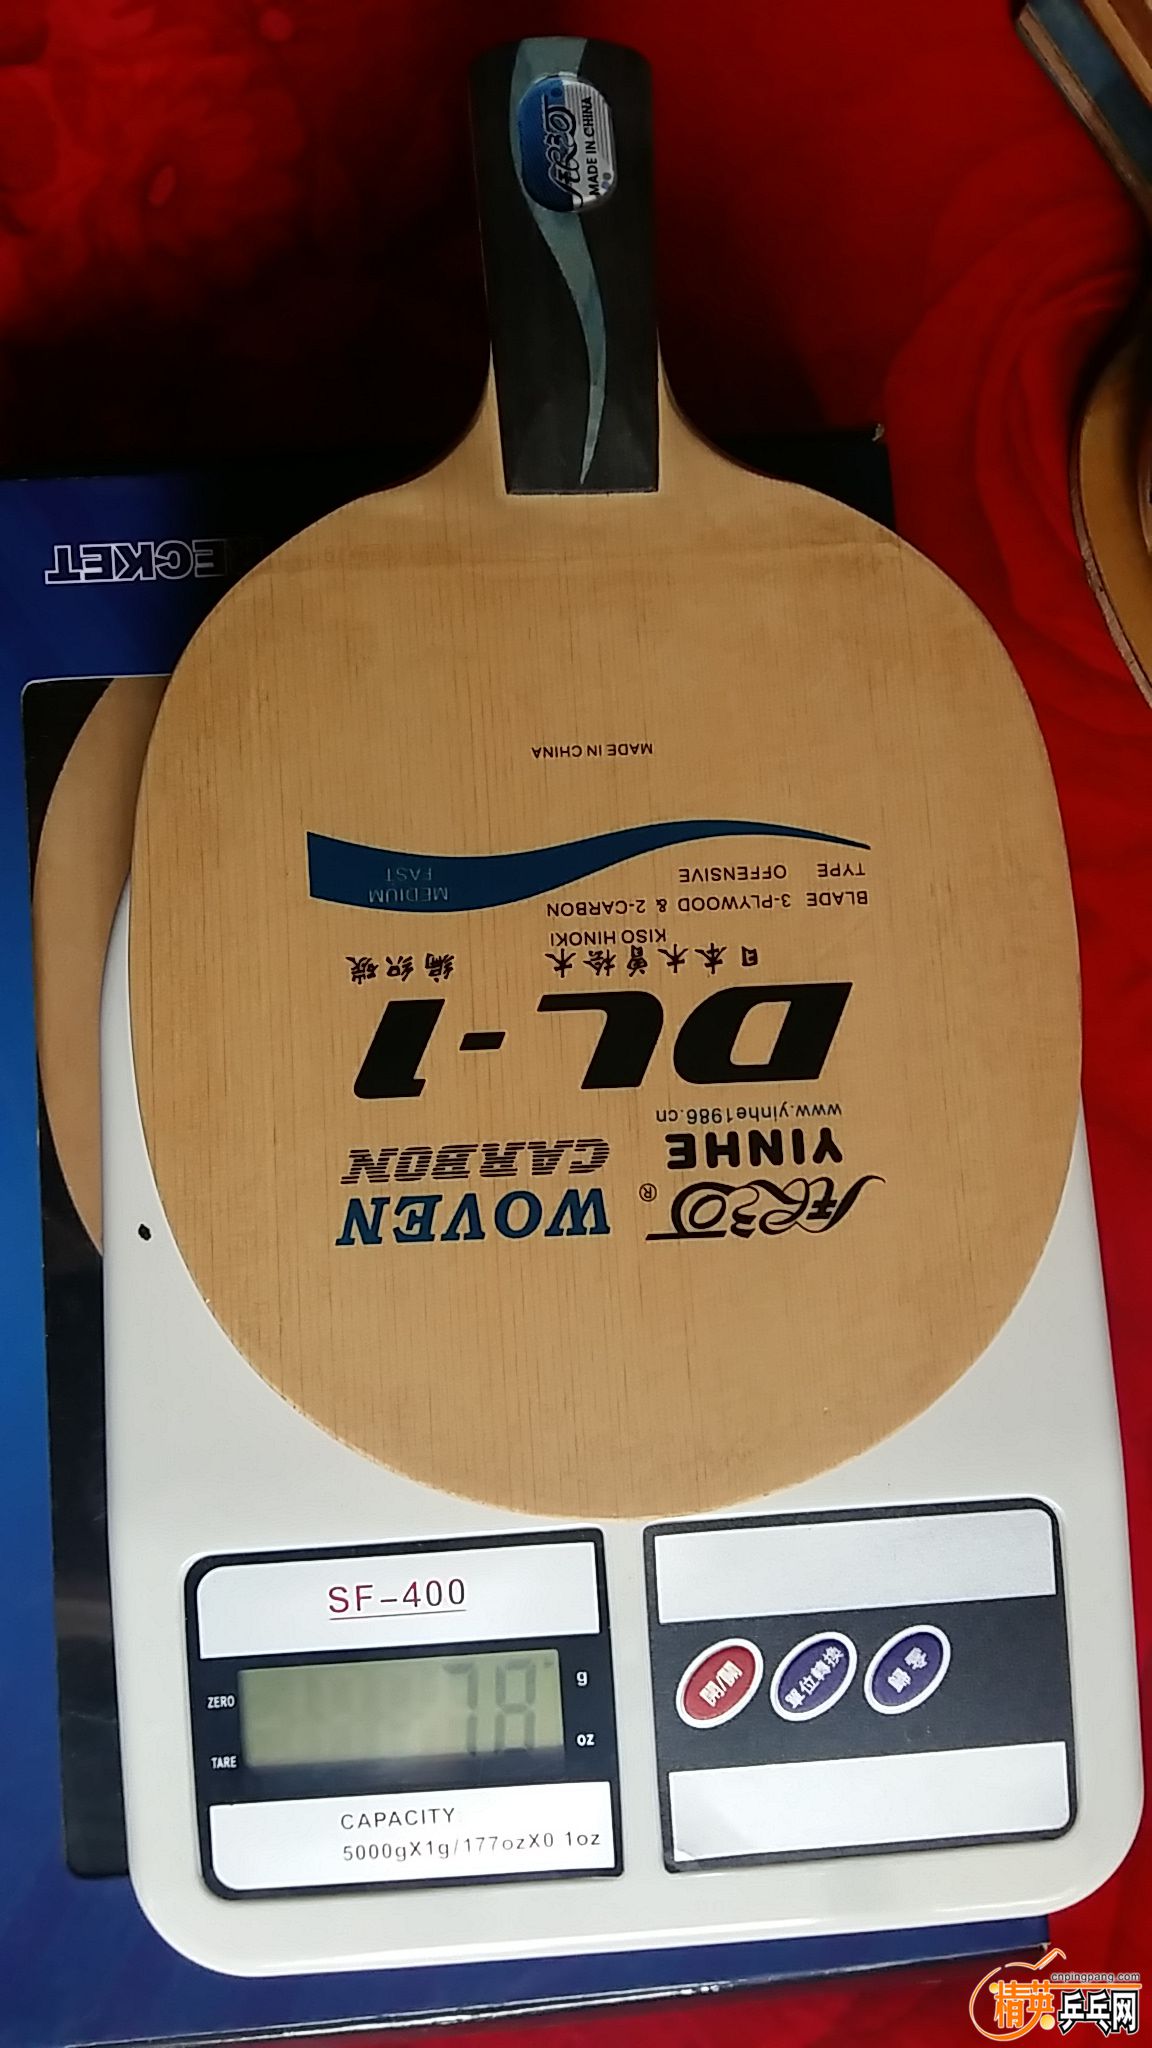 MADE IN CHINA
RECKET
MADE IN CHINA
MEDIUM
FAST
TYPE OFFENSIVE
BLADE 3-PLYWOOD & 2-CARBON
KISO HINOKI
日本木曽桧木 编织碳
DL-1
www.yinhe1986.cn
YINHE
WOVEN
CARBON
®
SF-400
ZERO
TARE
78
g
oz
開/關
單位轉換
歸零
CAPACITY
5000gX1g/177ozX0 1oz
cnpingpang.com
精英乒乓网